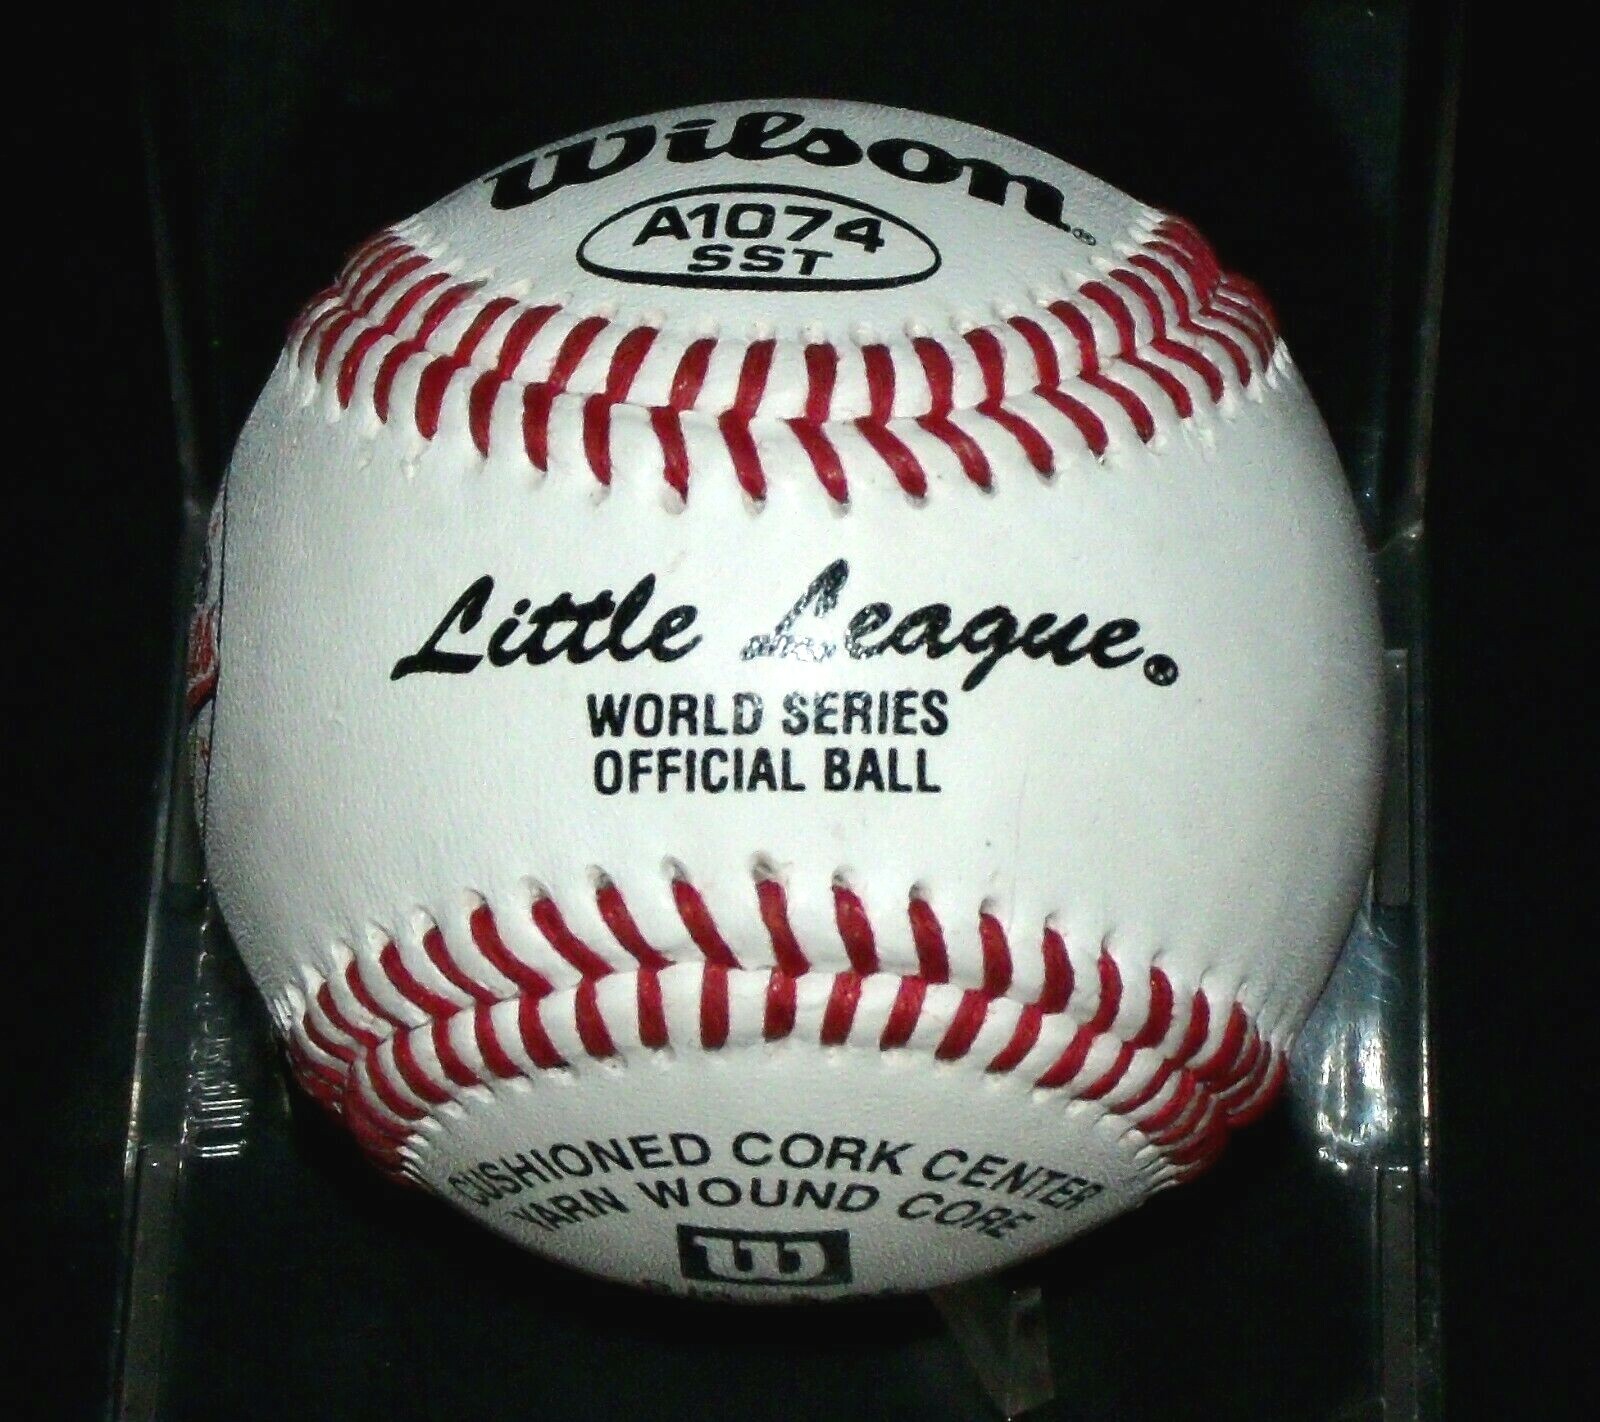 Wilson®
A1074
SST
Little League®
WORLD SERIES
OFFICIAL BALL
CUSHIONED CORK CENTER
YARN WOUND CORE
W